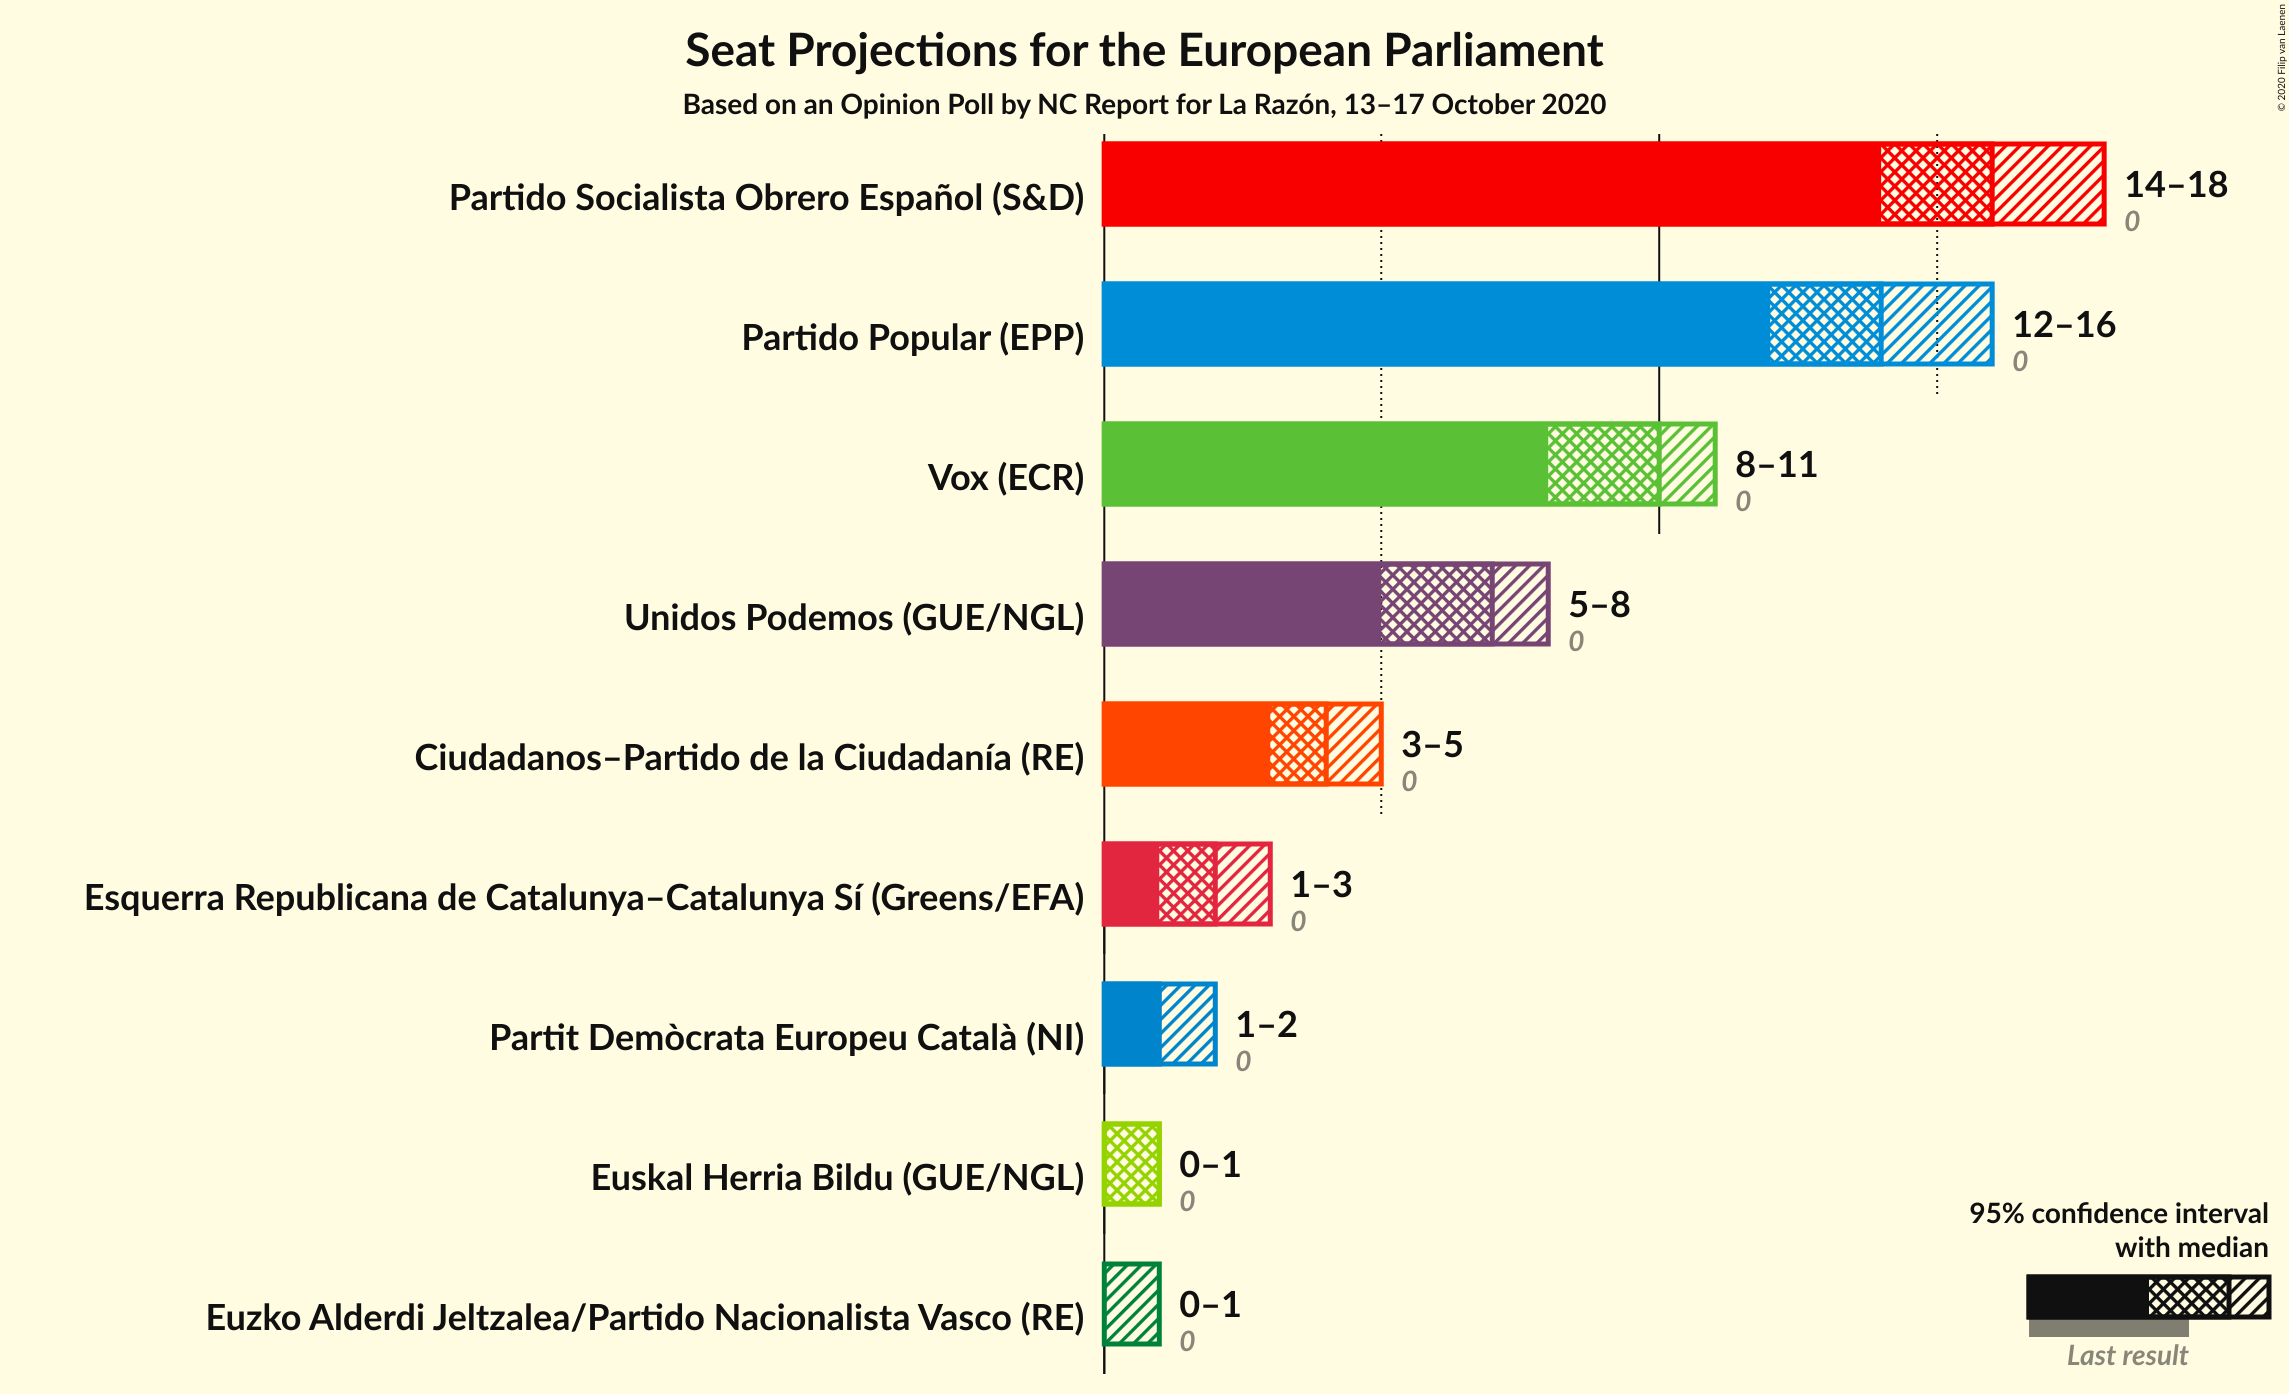 Seat Projections for the European Parliament
Based on an Opinion Poll by NC Report for La Razón, 13–17 October 2020
© 2020 Filip van Laenen
Partido Socialista Obrero Español (S&D)
14–18
0
Partido Popular (EPP)
12–16
0
Vox (ECR)
8–11
0
Unidos Podemos (GUE/NGL)
5–8
0
Ciudadanos–Partido de la Ciudadanía (RE)
3–5
0
Esquerra Republicana de Catalunya–Catalunya Sí (Greens/EFA)
1–3
0
Partit Demòcrata Europeu Català (NI)
1–2
0
Euskal Herria Bildu (GUE/NGL)
0–1
0
Euzko Alderdi Jeltzalea/Partido Nacionalista Vasco (RE)
0–1
0
95% confidence interval
with median
Last result